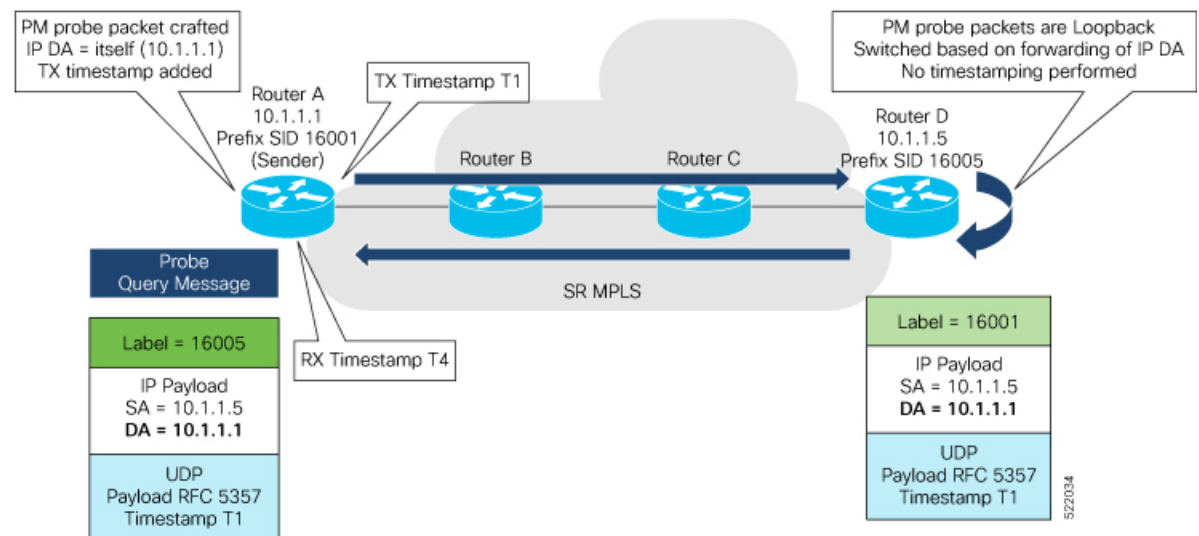 PM probe packet crafted
IP DA = itself (10.1.1.1)
TX timestamp added
TX Timestamp T1
PM probe packets are Loopback
Switched based on forwarding of IP DA
No timestamping performed
Router A
10.1.1.1
Prefix SID 16001
(Sender)
Router B
Router C
Router D
10.1.1.5
Prefix SID 16005
Probe
Query Message
SR MPLS
RX Timestamp T4
Label = 16005
IP Payload
SA = 10.1.1.5
DA = 10.1.1.1
UDP
Payload RFC 5357
Timestamp T1
Label = 16001
IP Payload
SA = 10.1.1.5
DA = 10.1.1.1
UDP
Payload RFC 5357
Timestamp T1
522034